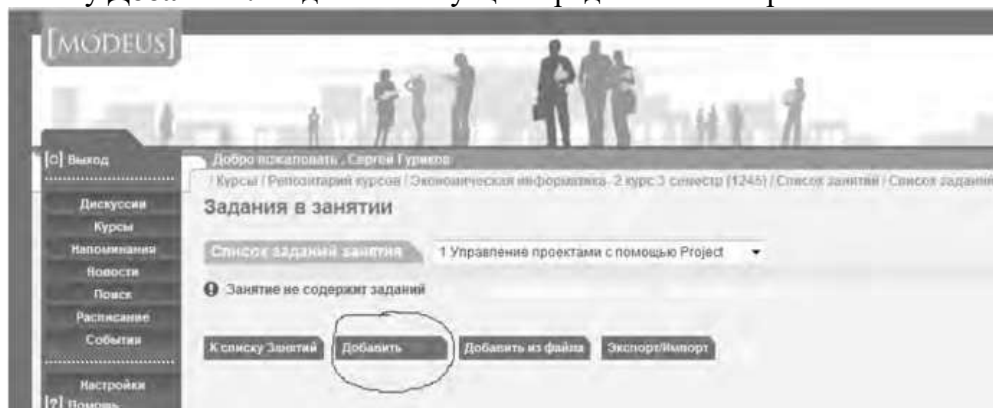 [MODEUS]
[O] Выход
Добро пожаловать , Сергей Гуриков
/ Курсы / Репозитарий курсов / Экономическая информатика- 2 курс 3 семестр (1245) / Список занятий / Список заданий
Дискуссии
Курсы
Напоминания
Новости
Поиск
Расписание
События
Настройки
[?] Помощь
Задания в занятии
Список заданий занятия
1 Управление проектами с помощью Project
Занятие не содержит заданий
К списку Занятий
Добавить
Добавить из файла
Экспорт/Импорт